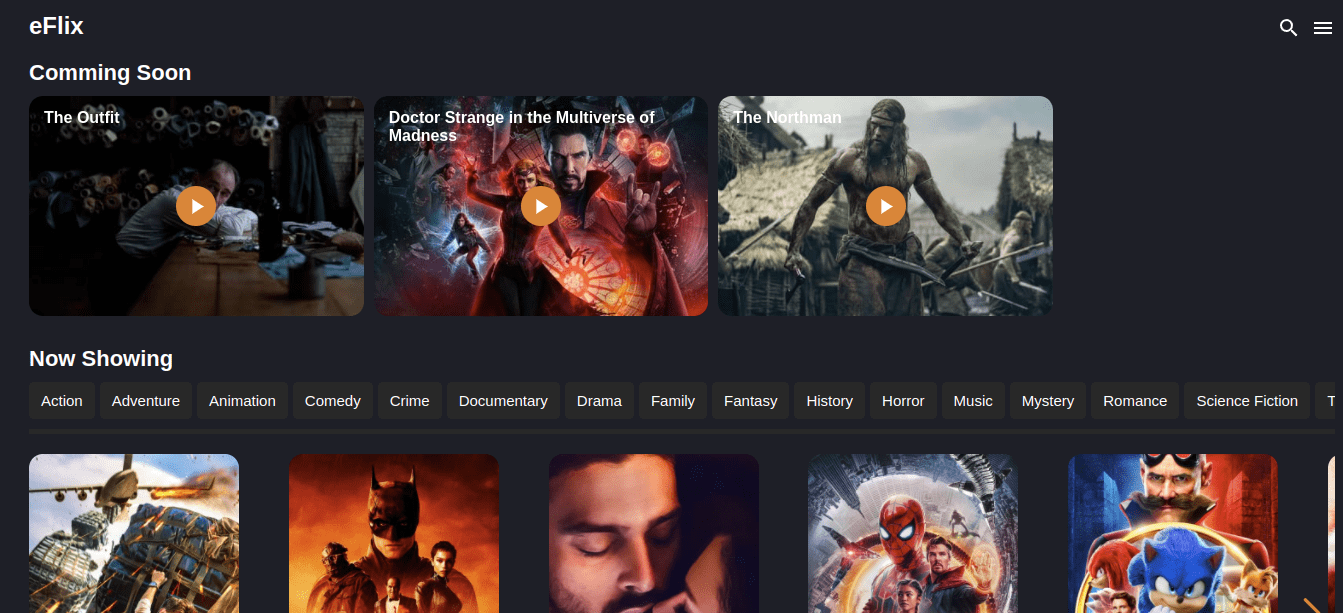 eFlix
Comming Soon
The Outfit
Doctor Strange in the Multiverse of
Madness
The Northman
Now Showing
Action Adventure Animation Comedy Crime Documentary Drama Family Fantasy History Horror Music Mystery Romance Science Fiction T